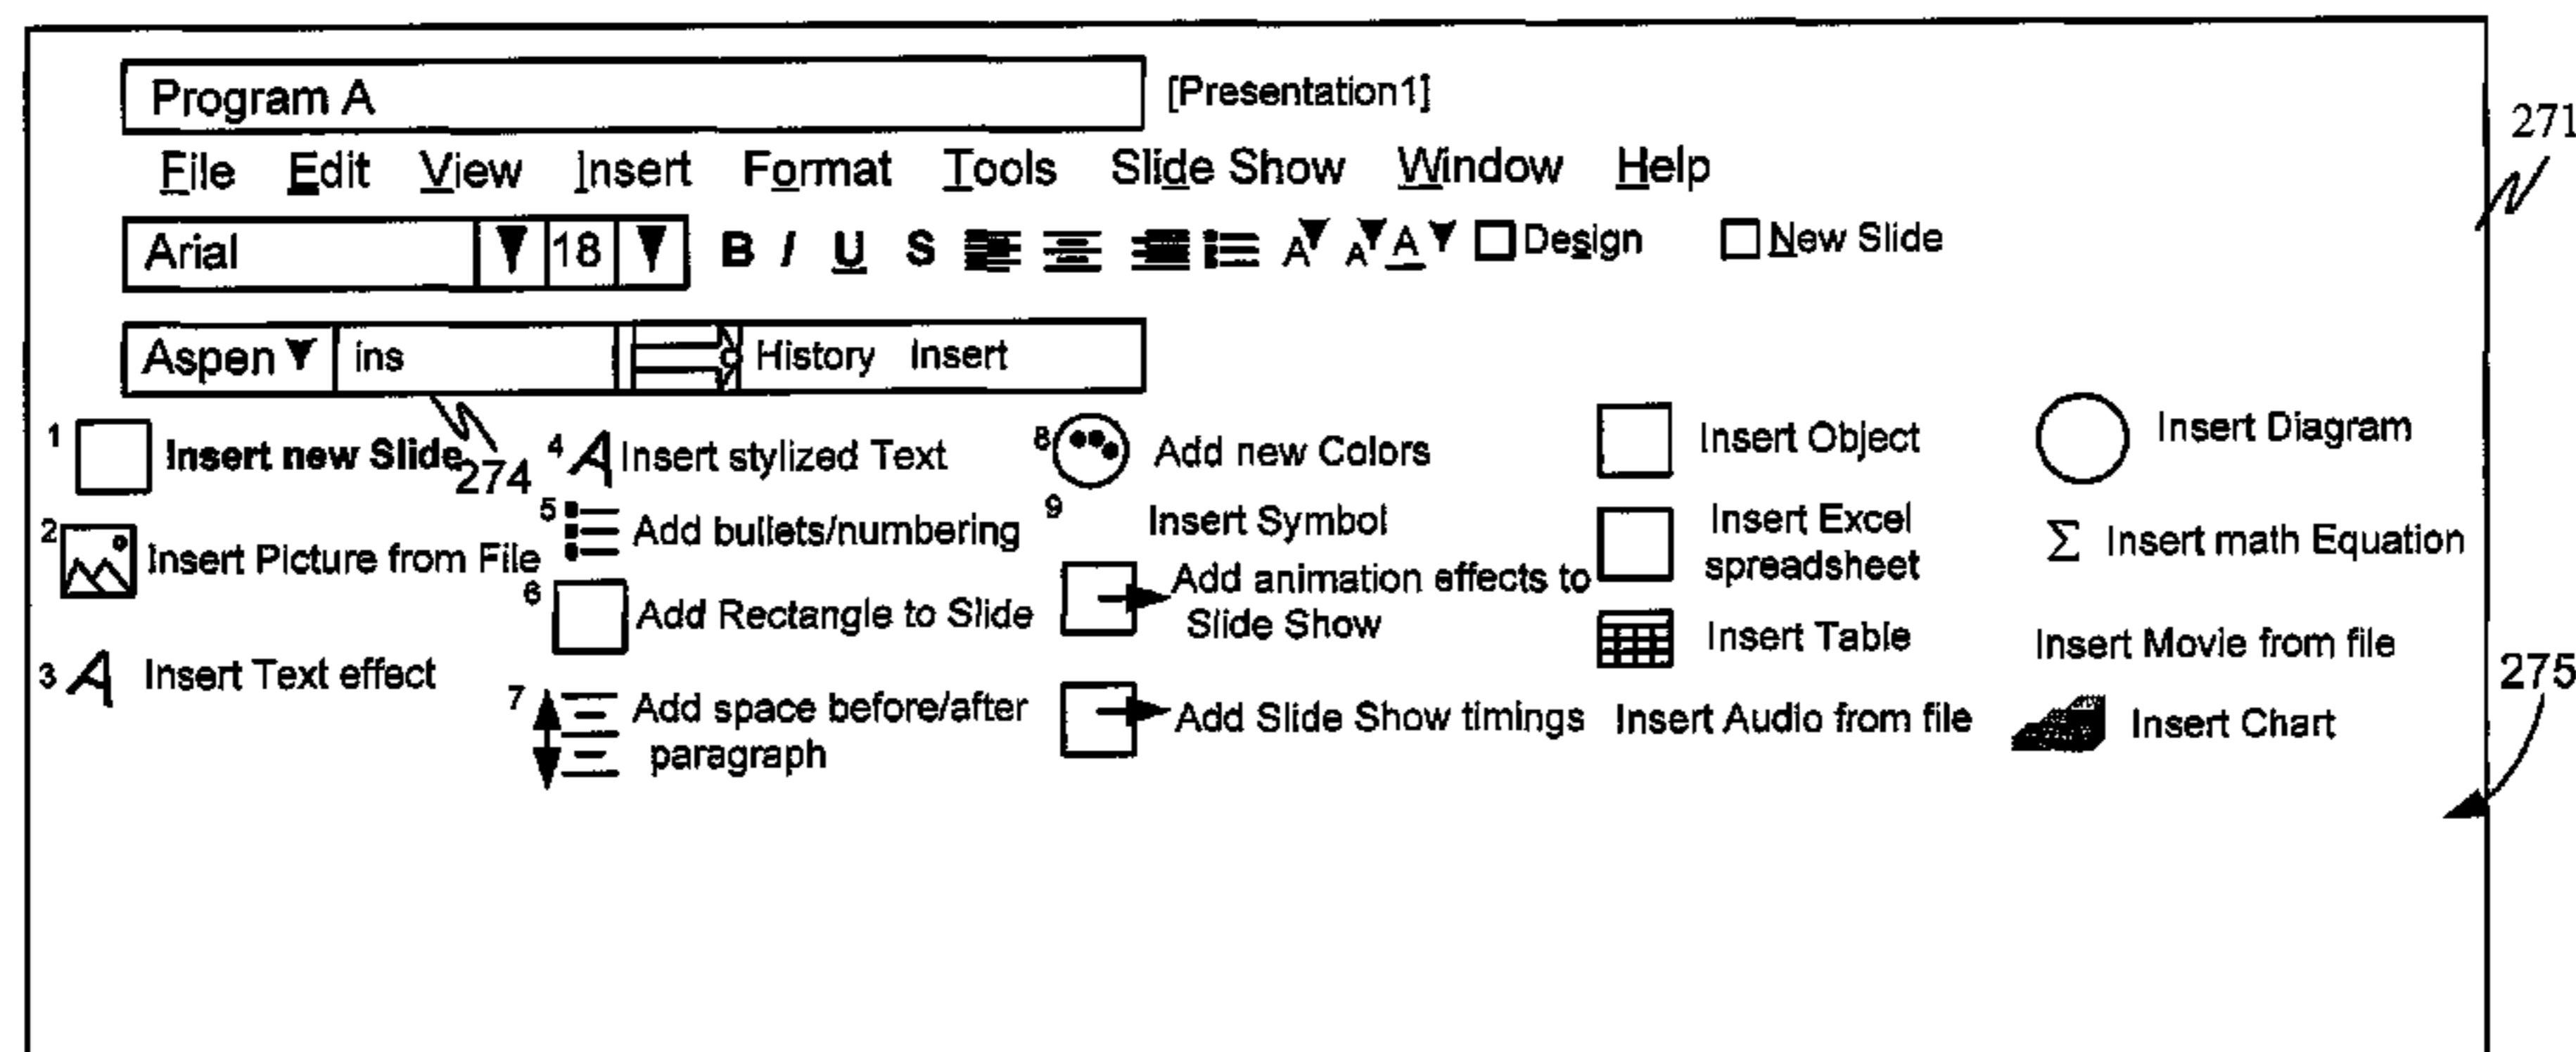 Program A [Presentation1]
271
File Edit View Insert Format Tools Slide Show Window Help
Arial 18 B I U S A A A Design New Slide
Aspen ins History Insert
274
1 Insert new Slide
2 Insert Picture from File
3 A Insert Text effect
4 A Insert stylized Text
5 Add bullets/numbering
6 Add Rectangle to Slide
7 Add space before/after
paragraph
8 Add new Colors
9 Insert Symbol
Add animation effects to
Slide Show
Add Slide Show timings
Insert Object
Insert Excel
spreadsheet
Insert Table
Insert Audio from file
Insert Diagram
Σ Insert math Equation
Insert Movie from file
Insert Chart
275